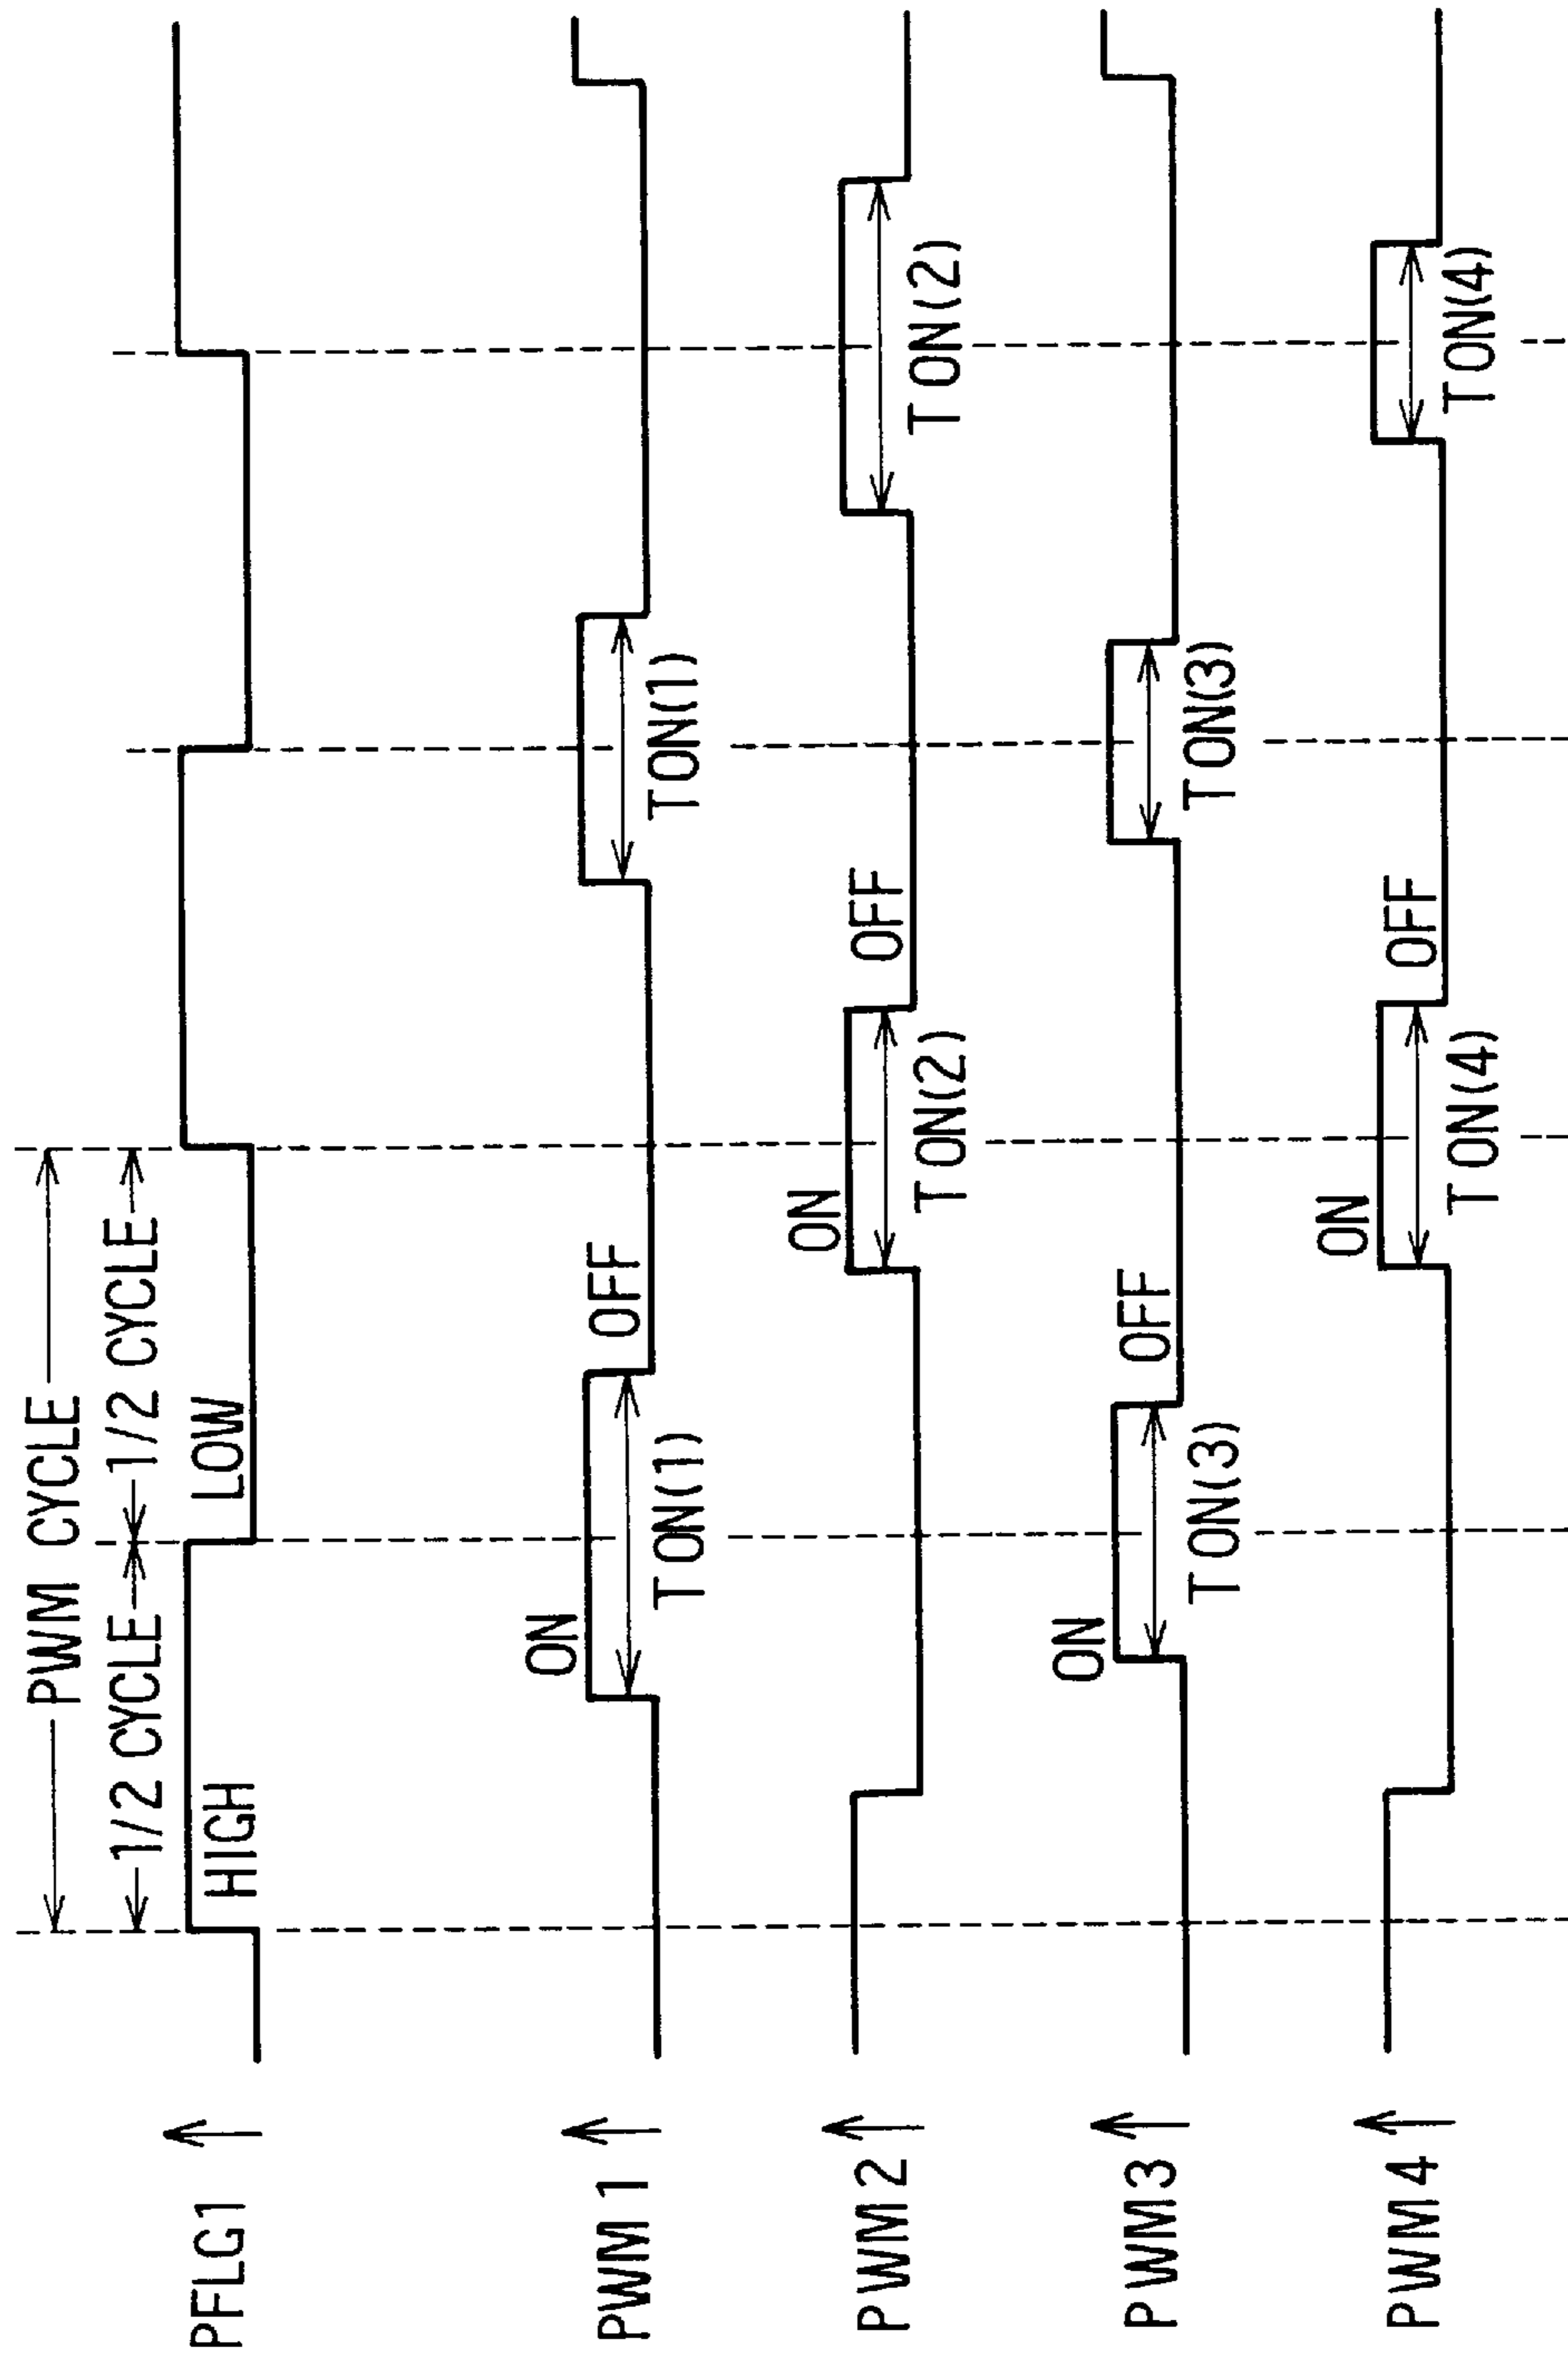 PWM CYCLE
1/2 CYCLE 1/2 CYCLE
PFLG1 HIGH LOW
PWM1 ON OFF
TON(1) TON(1)
PWM2 ON OFF
TON(2) TON(2)
PWM3 ON OFF
TON(3) TON(3)
PWM4 ON OFF
TON(4) TON(4)